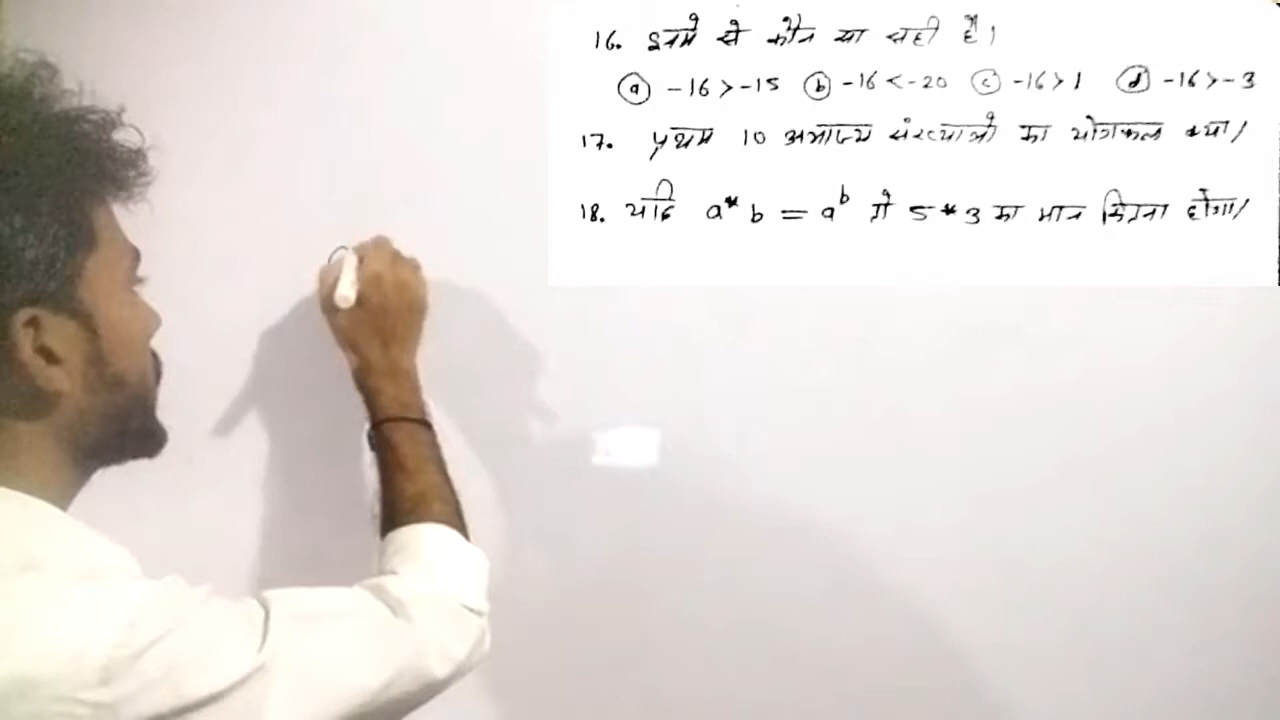 16. इनमे से कौन सा सही है।
ⓐ -16 > -15 ⓑ -16 < -20 ⓒ -16 > 1 ⓓ -16 > -3
17. प्रथम 10 अभाज्य संख्याओ का योगफल क्या/
18. यदि a* b = a^b तो 5 * 3 का मान कितना होगा/